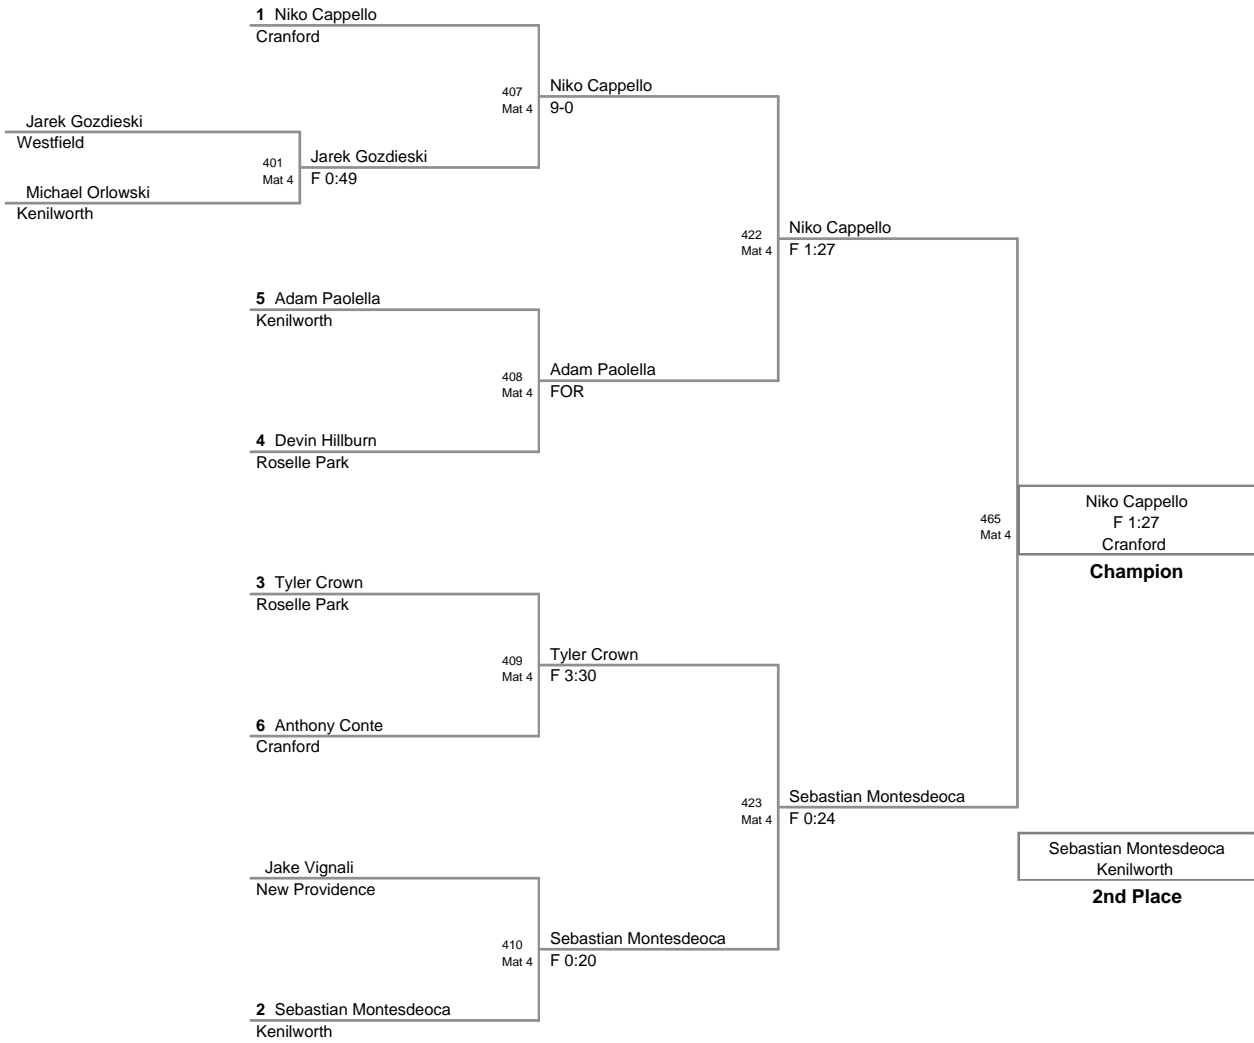 1 Niko Cappello
Cranford
407
Mat 4
Niko Cappello
9-0
Jarek Gozdieski
Westfield
401
Mat 4
Jarek Gozdieski
F 0:49
Michael Orlowski
Kenilworth
422
Mat 4
Niko Cappello
F 1:27
5 Adam Paolella
Kenilworth
408
Mat 4
Adam Paolella
FOR
4 Devin Hillburn
Roselle Park
465
Mat 4
Niko Cappello
F 1:27
Cranford
Champion
3 Tyler Crown
Roselle Park
409
Mat 4
Tyler Crown
F 3:30
6 Anthony Conte
Cranford
423
Mat 4
Sebastian Montesdeoca
F 0:24
Sebastian Montesdeoca
Kenilworth
2nd Place
Jake Vignali
New Providence
410
Mat 4
Sebastian Montesdeoca
F 0:20
2 Sebastian Montesdeoca
Kenilworth